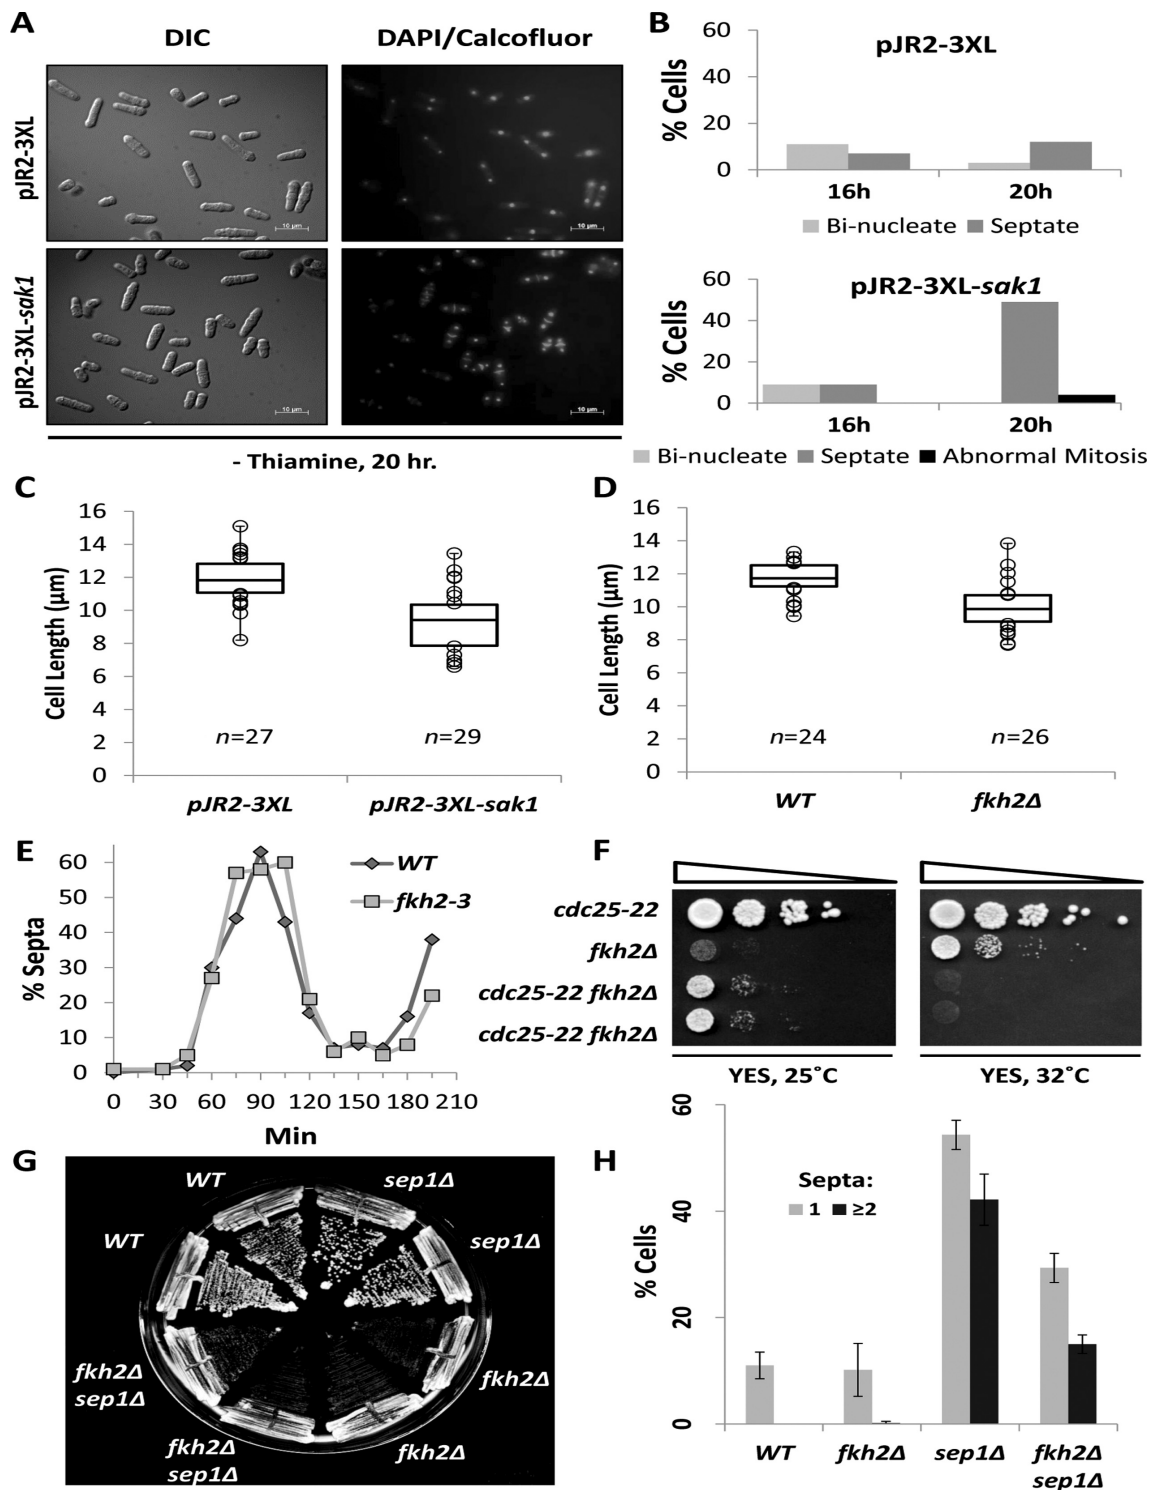 A
DIC
DAPI/Calcofluor
pJR2-3XL
10 µm
10 µm
pJR2-3XL-sak1
10 µm
10 µm
- Thiamine, 20 hr.
B
pJR2-3XL
% Cells
60
40
20
0
16h
20h
Bi-nucleate
Septate
pJR2-3XL-sak1
% Cells
60
40
20
0
16h
20h
Bi-nucleate
Septate
Abnormal Mitosis
C
Cell Length (µm)
16
14
12
10
8
6
4
2
0
n=27
n=29
pJR2-3XL
pJR2-3XL-sak1
D
Cell Length (µm)
16
14
12
10
8
6
4
2
0
n=24
n=26
WT
fkh2Δ
E
% Septa
60
50
40
30
20
10
0
WT
fkh2-3
0 30 60 90 120 150 180 210
Min
F
cdc25-22
fkh2Δ
cdc25-22 fkh2Δ
cdc25-22 fkh2Δ
YES, 25˚C
YES, 32˚C
G
WT
sep1Δ
WT
sep1Δ
fkh2Δ
sep1Δ
fkh2Δ
fkh2Δ
sep1Δ
fkh2Δ
H
% Cells
60
40
20
0
Septa:
1
≥2
WT
fkh2Δ
sep1Δ
fkh2Δ
sep1Δ